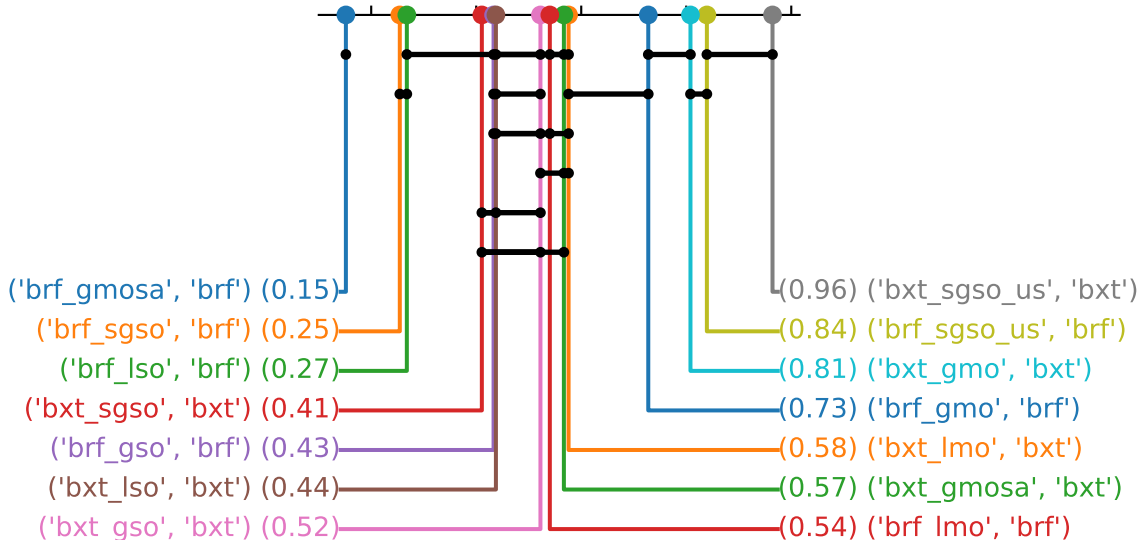 ('brf_gmosa', 'brf') (0.15)
('brf_sgso', 'brf') (0.25)
('brf_lso', 'brf') (0.27)
('bxt_sgso', 'bxt') (0.41)
('brf_gso', 'brf') (0.43)
('bxt_lso', 'bxt') (0.44)
('bxt_gso', 'bxt') (0.52)
(0.96) ('bxt_sgso_us', 'bxt')
(0.84) ('brf_sgso_us', 'brf')
(0.81) ('bxt_gmo', 'bxt')
(0.73) ('brf_gmo', 'brf')
(0.58) ('bxt_lmo', 'bxt')
(0.57) ('bxt_gmosa', 'bxt')
(0.54) ('brf_lmo', 'brf')